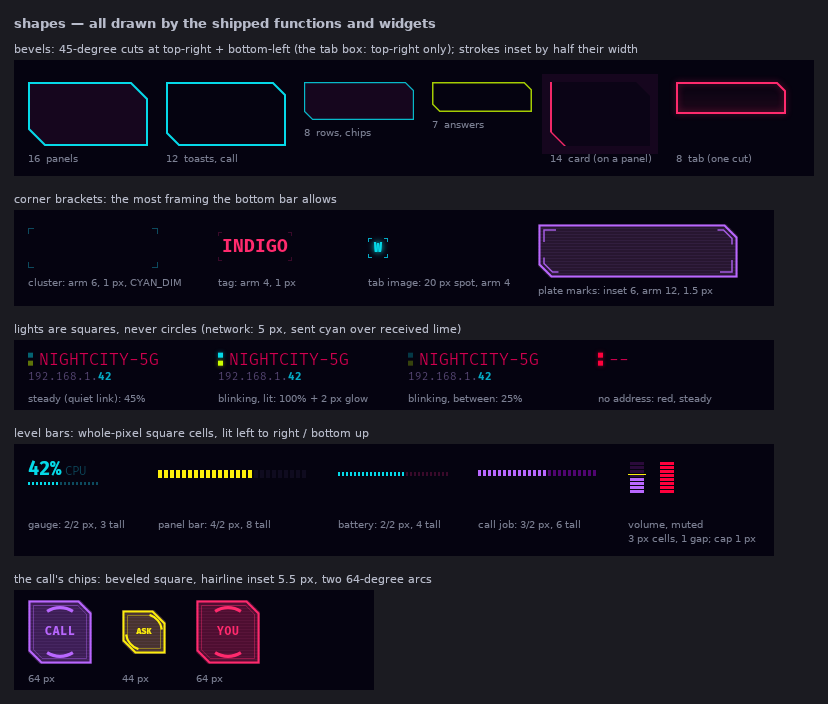 shapes — all drawn by the shipped functions and widgets
bevels: 45-degree cuts at top-right + bottom-left (the tab box: top-right only); strokes inset by half their width
16 panels
12 toasts, call
8 rows, chips
7 answers
14 card (on a panel)
8 tab (one cut)
corner brackets: the most framing the bottom bar allows
INDIGO
W
cluster: arm 6, 1 px, CYAN_DIM
tag: arm 4, 1 px
tab image: 20 px spot, arm 4
plate marks: inset 6, arm 12, 1.5 px
lights are squares, never circles (network: 5 px, sent cyan over received lime)
NIGHTCITY-5G
192.168.1.42
steady (quiet link): 45%
NIGHTCITY-5G
192.168.1.42
blinking, lit: 100% + 2 px glow
NIGHTCITY-5G
192.168.1.42
blinking, between: 25%
--
no address: red, steady
level bars: whole-pixel square cells, lit left to right / bottom up
42% CPU
gauge: 2/2 px, 3 tall
panel bar: 4/2 px, 8 tall
battery: 2/2 px, 4 tall
call job: 3/2 px, 6 tall
volume, muted
3 px cells, 1 gap; cap 1 px
the call's chips: beveled square, hairline inset 5.5 px, two 64-degree arcs
CALL
ASK
YOU
64 px
44 px
64 px